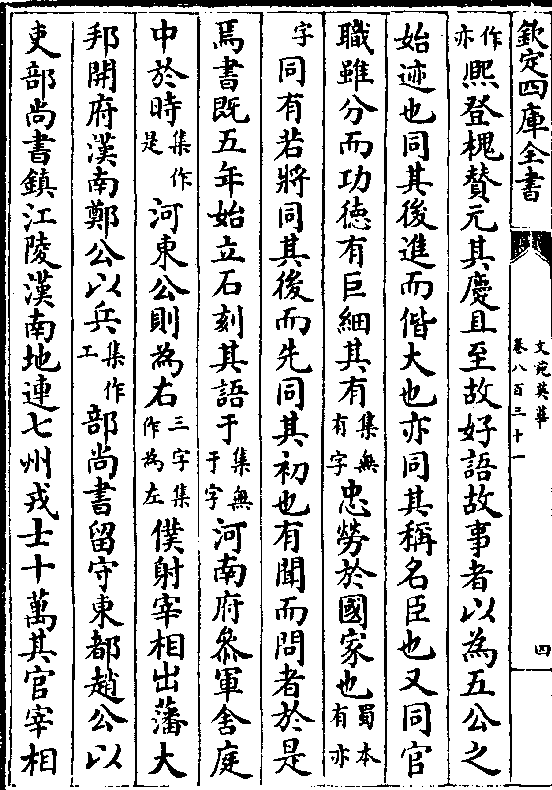 欽定四庫全書
文苑英華
卷八百三十一
四
作亦熈登槐贊元其慶且至故好語故事者以為五公之
始迹也同其後進而偕大也亦同其稱名臣也又同官
職雖分而功徳有巨細其有集無有字忠勞於國家也蜀本有亦
字同有若將同其後而先同其初也有聞而問者於是
焉書既五年始立石刻其語于集無于字河南府叅軍舍庭
中於時集作是河東公則為右三字集作為左僕射宰相出藩大
邦開府漢南鄭公以兵集作工部尚書留守東都趙公以
吏部尚書鎮江陵漢南地連七州戎士十萬其官宰相